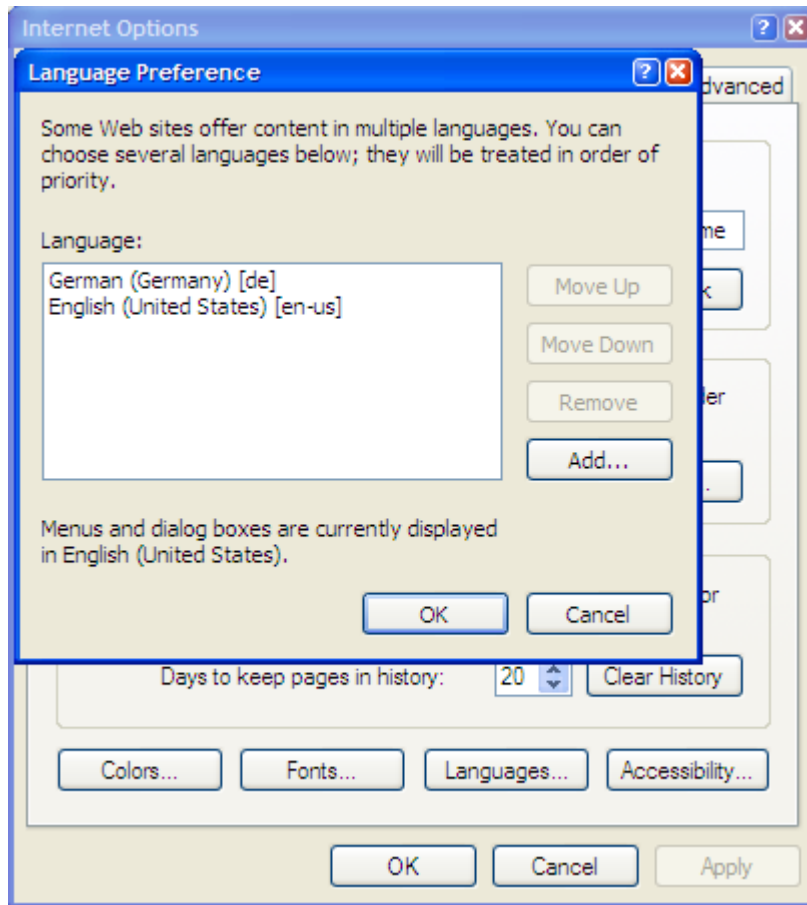 Internet Options
Language Preference
dvanced
Some Web sites offer content in multiple languages. You can
choose several languages below; they will be treated in order of
priority.
Language:
German (Germany) [de]
English (United States) [en-us]
Move Up
Move Down
Remove
Add...
Menus and dialog boxes are currently displayed
in English (United States).
OK
Cancel
Days to keep pages in history:
20
Clear History
Colors...
Fonts...
Languages...
Accessibility...
OK
Cancel
Apply